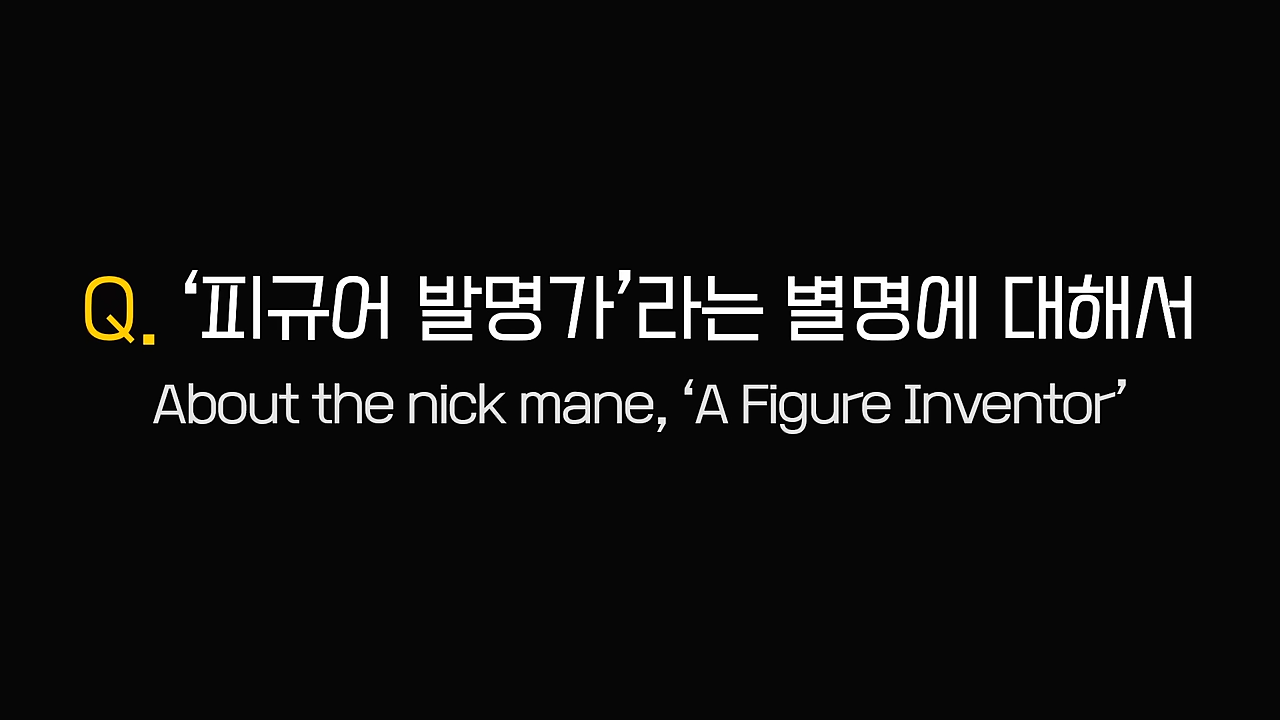 Q. ‘피규어 발명가’라는 별명에 대해서
About the nick mane, ‘A Figure Inventor’